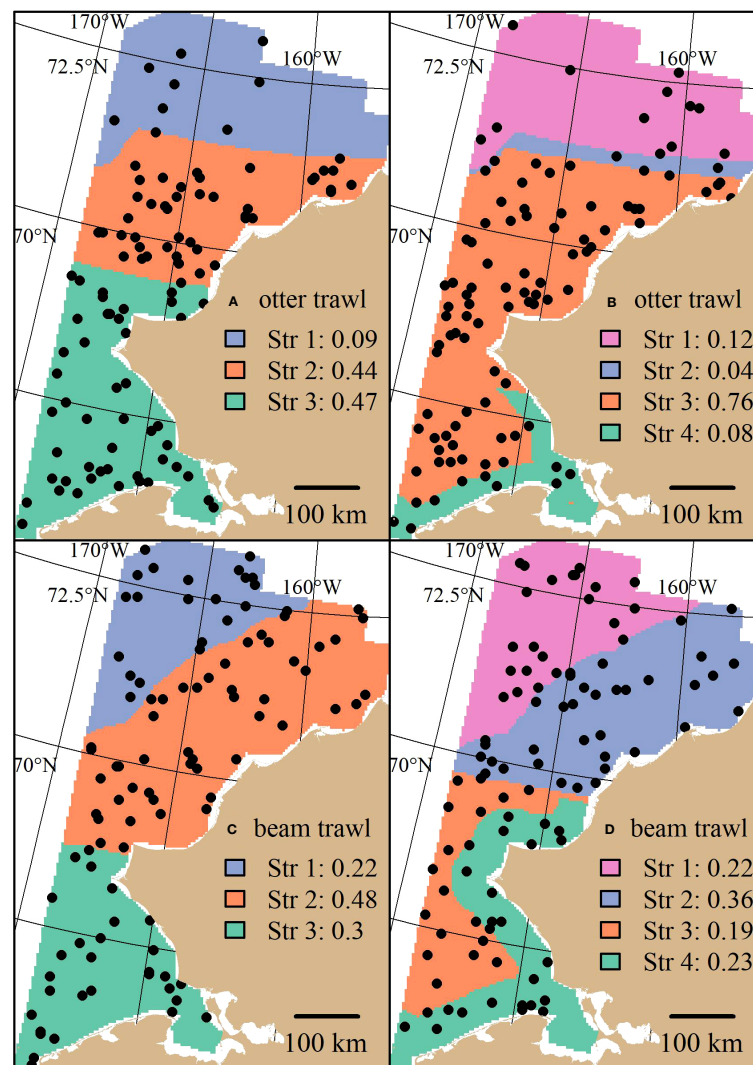 170°W
160°W
72.5°N
70°N
A otter trawl
Str 1: 0.09
Str 2: 0.44
Str 3: 0.47
100 km
170°W
160°W
72.5°N
70°N
B otter trawl
Str 1: 0.12
Str 2: 0.04
Str 3: 0.76
Str 4: 0.08
100 km
170°W
160°W
72.5°N
70°N
C beam trawl
Str 1: 0.22
Str 2: 0.48
Str 3: 0.3
100 km
170°W
160°W
72.5°N
70°N
D beam trawl
Str 1: 0.22
Str 2: 0.36
Str 3: 0.19
Str 4: 0.23
100 km